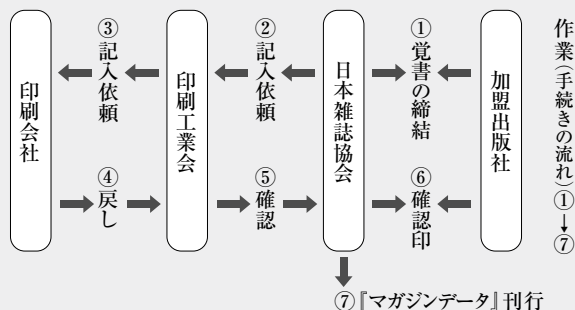 作業（手続きの流れ）①→⑦
加盟出版社
①覚書の締結
⑥確認印
日本雑誌協会
②記入依頼
⑤確認
印刷工業会
③記入依頼
④戻し
印刷会社
⑦『マガジンデータ』刊行